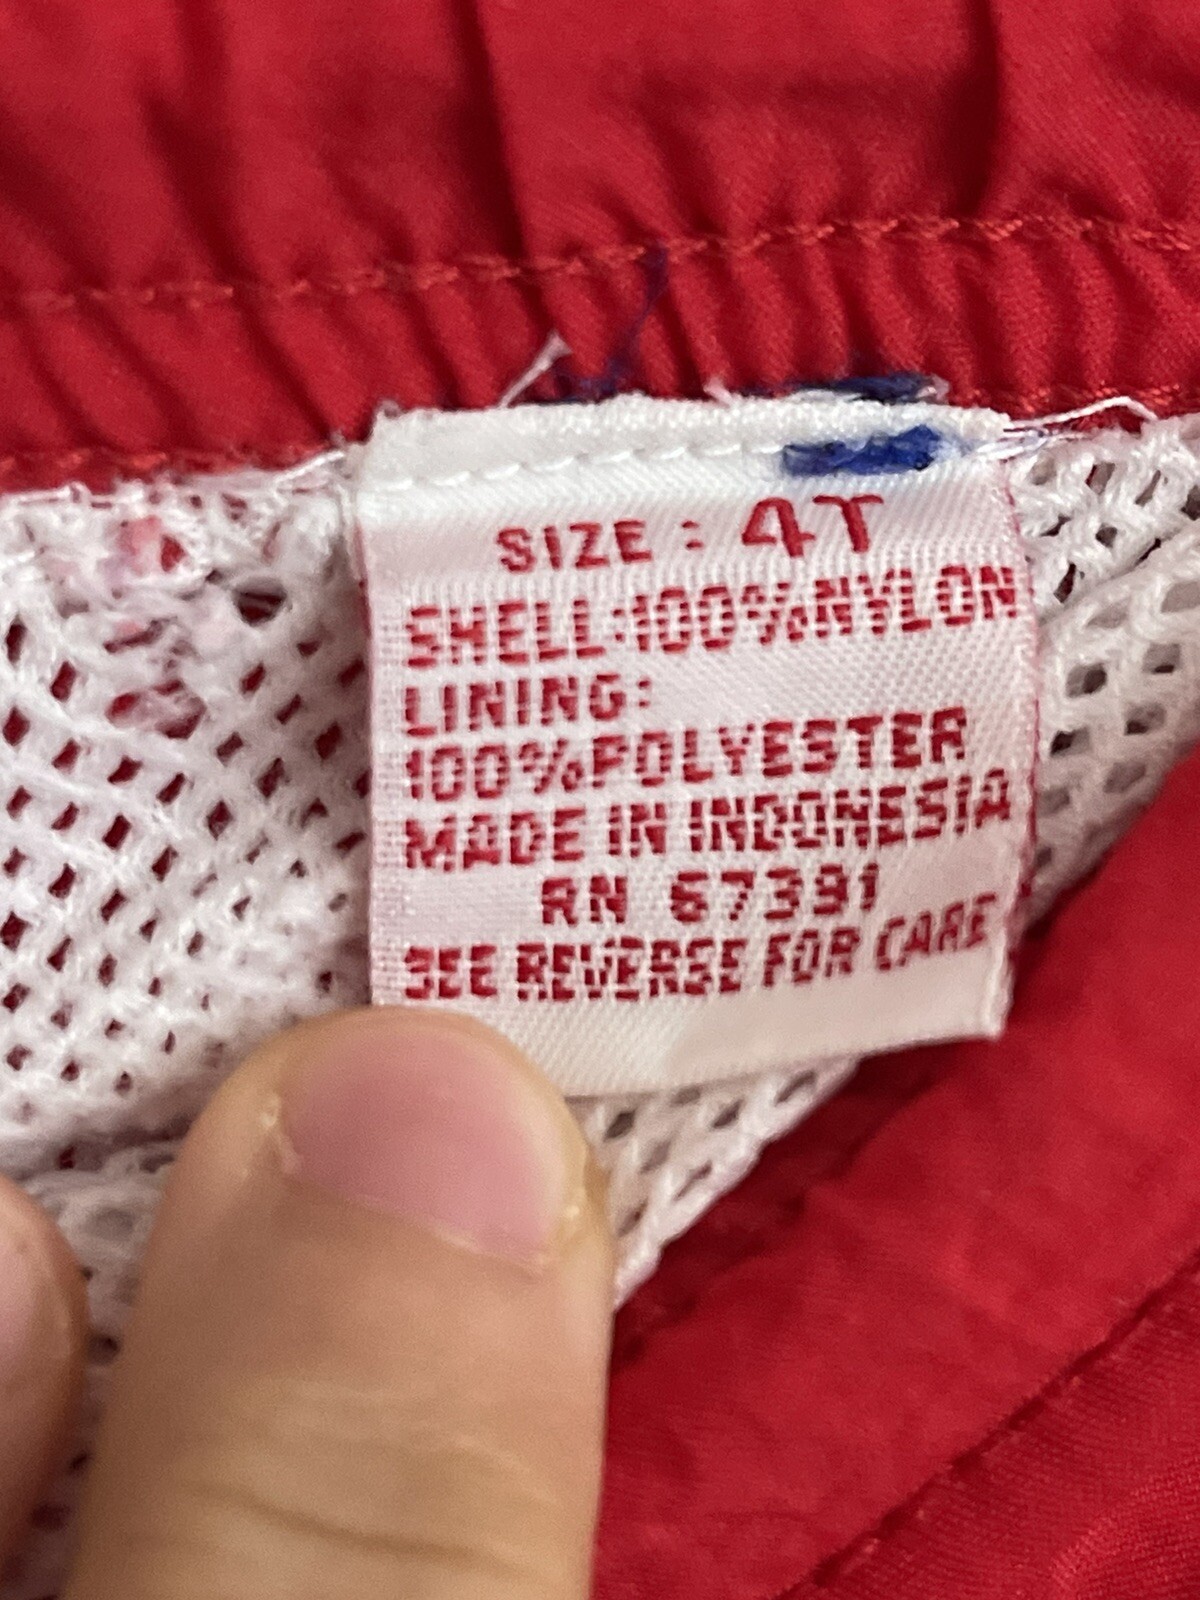 SIZE : 4T
SHELL:100%NYLON
LINING:
100%POLYESTER
MADE IN INDONESIA
RN 67391
SEE REVERSE FOR CARE